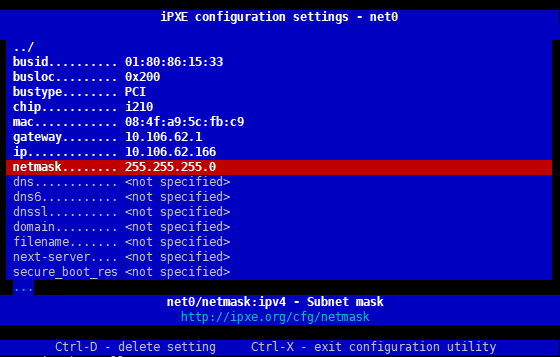 iPXE configuration settings - net0
../
busid.......... 01:80:86:15:33
busloc......... 0x200
bustype........ PCI
chip........... i210
mac............ 08:4f:a9:5c:fb:c9
gateway........ 10.106.62.1
ip............. 10.106.62.166
netmask........ 255.255.255.0
dns............ <not specified>
dns6........... <not specified>
dnssl.......... <not specified>
domain......... <not specified>
filename....... <not specified>
next-server.... <not specified>
secure_boot_res <not specified>
...
net0/netmask:ipv4 - Subnet mask
http://ipxe.org/cfg/netmask
Ctrl-D - delete setting     Ctrl-X - exit configuration utility